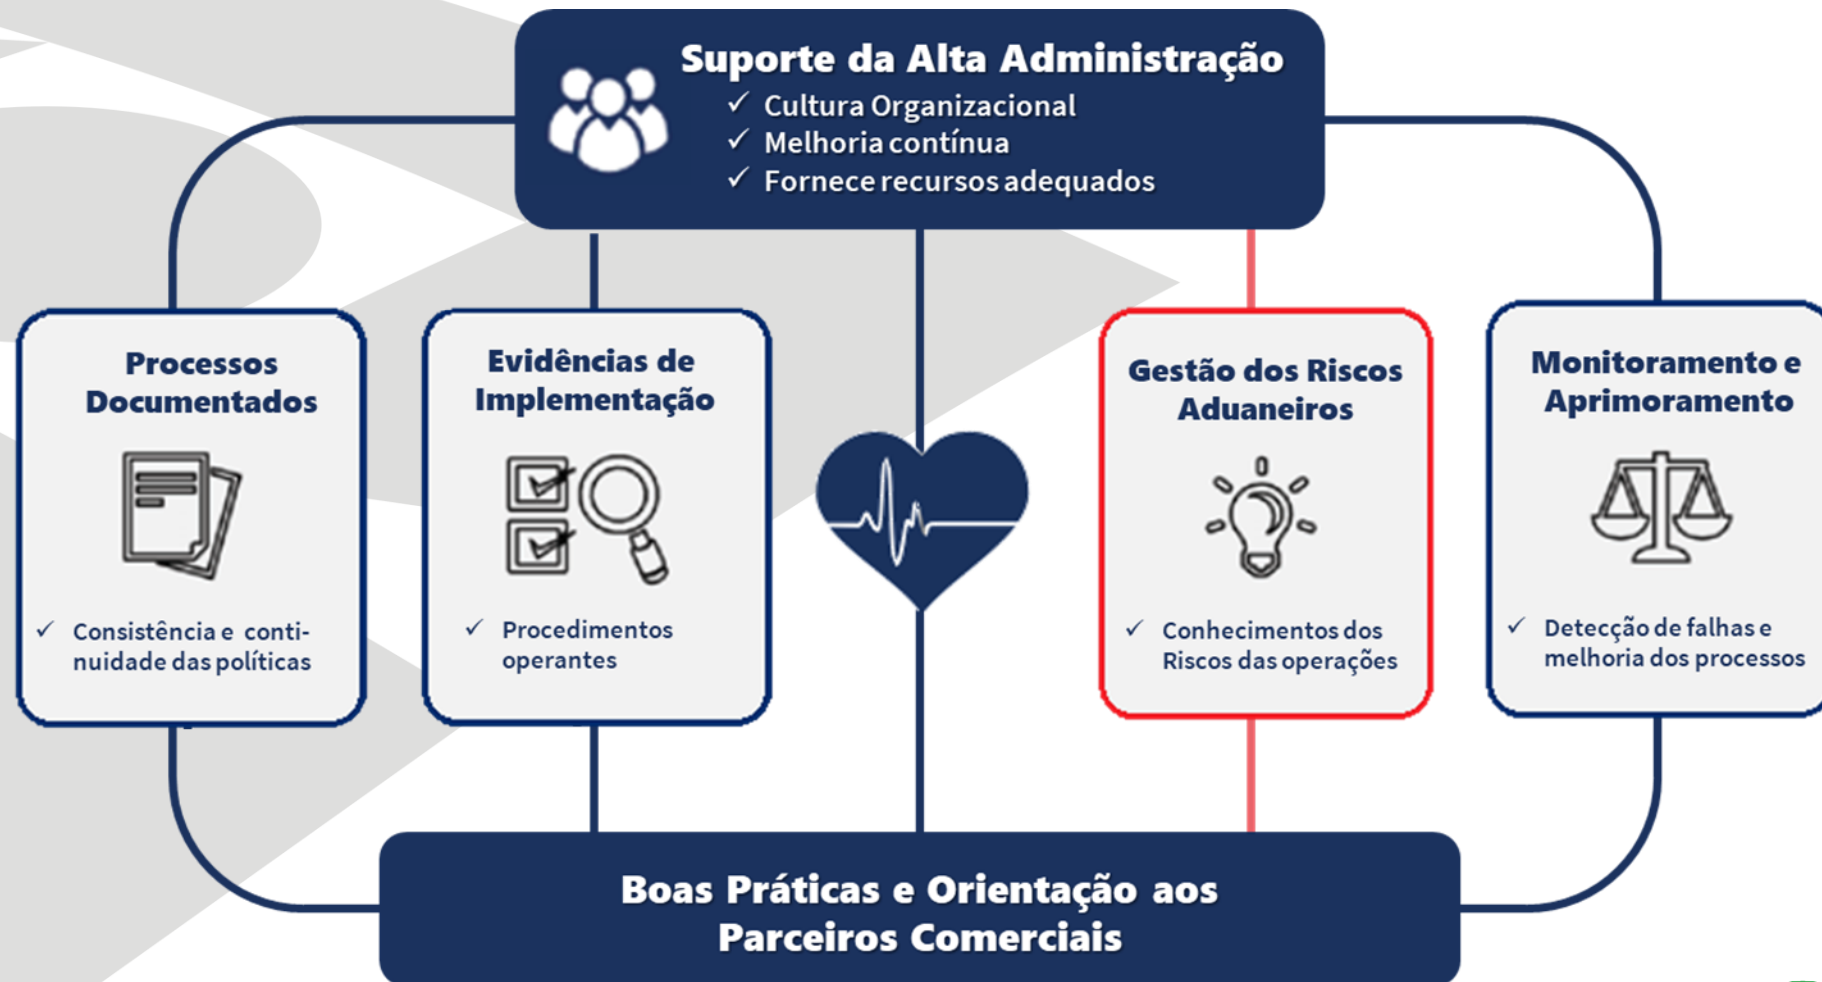 Suporte da Alta Administração
✓ Cultura Organizacional
✓ Melhoria contínua
✓ Fornece recursos adequados
Processos
Documentados
✓ Consistência e conti-
nuidade das políticas
Evidências de
Implementação
✓ Procedimentos
operantes
Gestão dos Riscos
Aduaneiros
✓ Conhecimentos dos
Riscos das operações
Monitoramento e
Aprimoramento
✓ Detecção de falhas e
melhoria dos processos
Boas Práticas e Orientação aos
Parceiros Comerciais